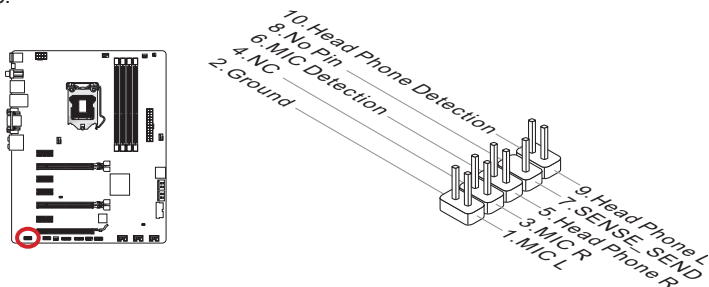 10.Head Phone Detection
8.No Pin
6.MIC Detection
4.NC
2.Ground
9.Head Phone L
7.SENSE_SEND
5.Head Phone R
3.MIC R
1.MIC L